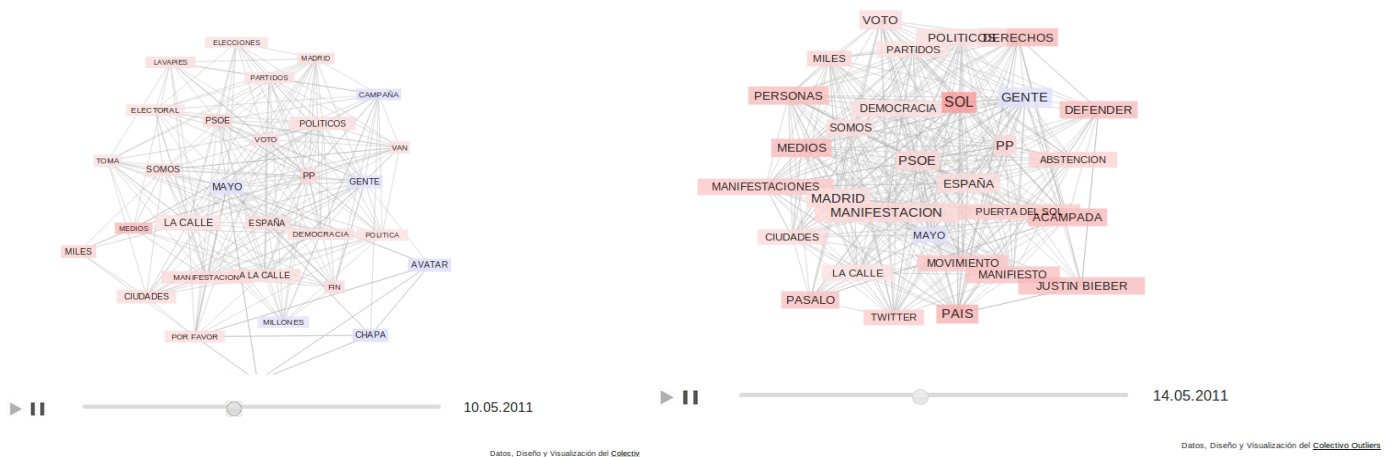 ELECCIONES
LAVAPIES
MADRID
PARTIDOS
CAMPAÑA
ELECTORAL
PSOE
POLITICOS
VOTO
VAN
TOMA
SOMOS
PP
MAYO
GENTE
MEDIOS
LA CALLE
ESPAÑA
DEMOCRACIA
POLITICA
MILES
AVATAR
MANIFESTACION
A LA CALLE
FIN
CIUDADES
MILLONES
POR FAVOR
CHAPA
10.05.2011
Datos, Diseño y Visualización del Colectiv
VOTO
POLITICOS
DERECHOS
PARTIDOS
MILES
PERSONAS
DEMOCRACIA
SOL
GENTE
DEFENDER
SOMOS
MEDIOS
PP
PSOE
ABSTENCION
MANIFESTACIONES
ESPAÑA
MADRID
MANIFESTACION
PUERTA DEL SOL
ACAMPADA
CIUDADES
MAYO
LA CALLE
MOVIMIENTO
MANIFIESTO
JUSTIN BIEBER
PASALO
TWITTER
PAIS
14.05.2011
Datos, Diseño y Visualización del Colectivo Outliers